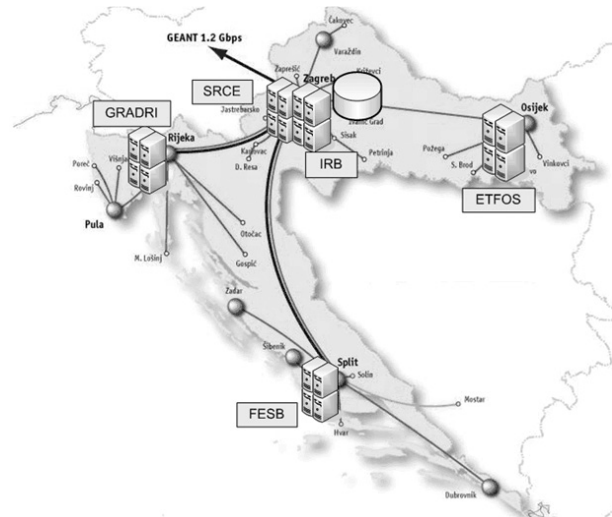 Čakovec
GEANT 1.2 Gbps
Varaždin
Zaprešić
Zagreb
Križevci
SRCE
Jastrebarsko
GRADRI
Osijek
Rijeka
Sisak
Karlovac
Petrinja
IRB
D. Resa
Požega
Vinkovci
S. Brod
ETFOS
Poreč
Višnja
Rovinj
Pula
Otočac
M. Lošinj
Gospić
Zadar
Šibenik
Split
Solin
FESB
Mostar
Hvar
Dubrovnik